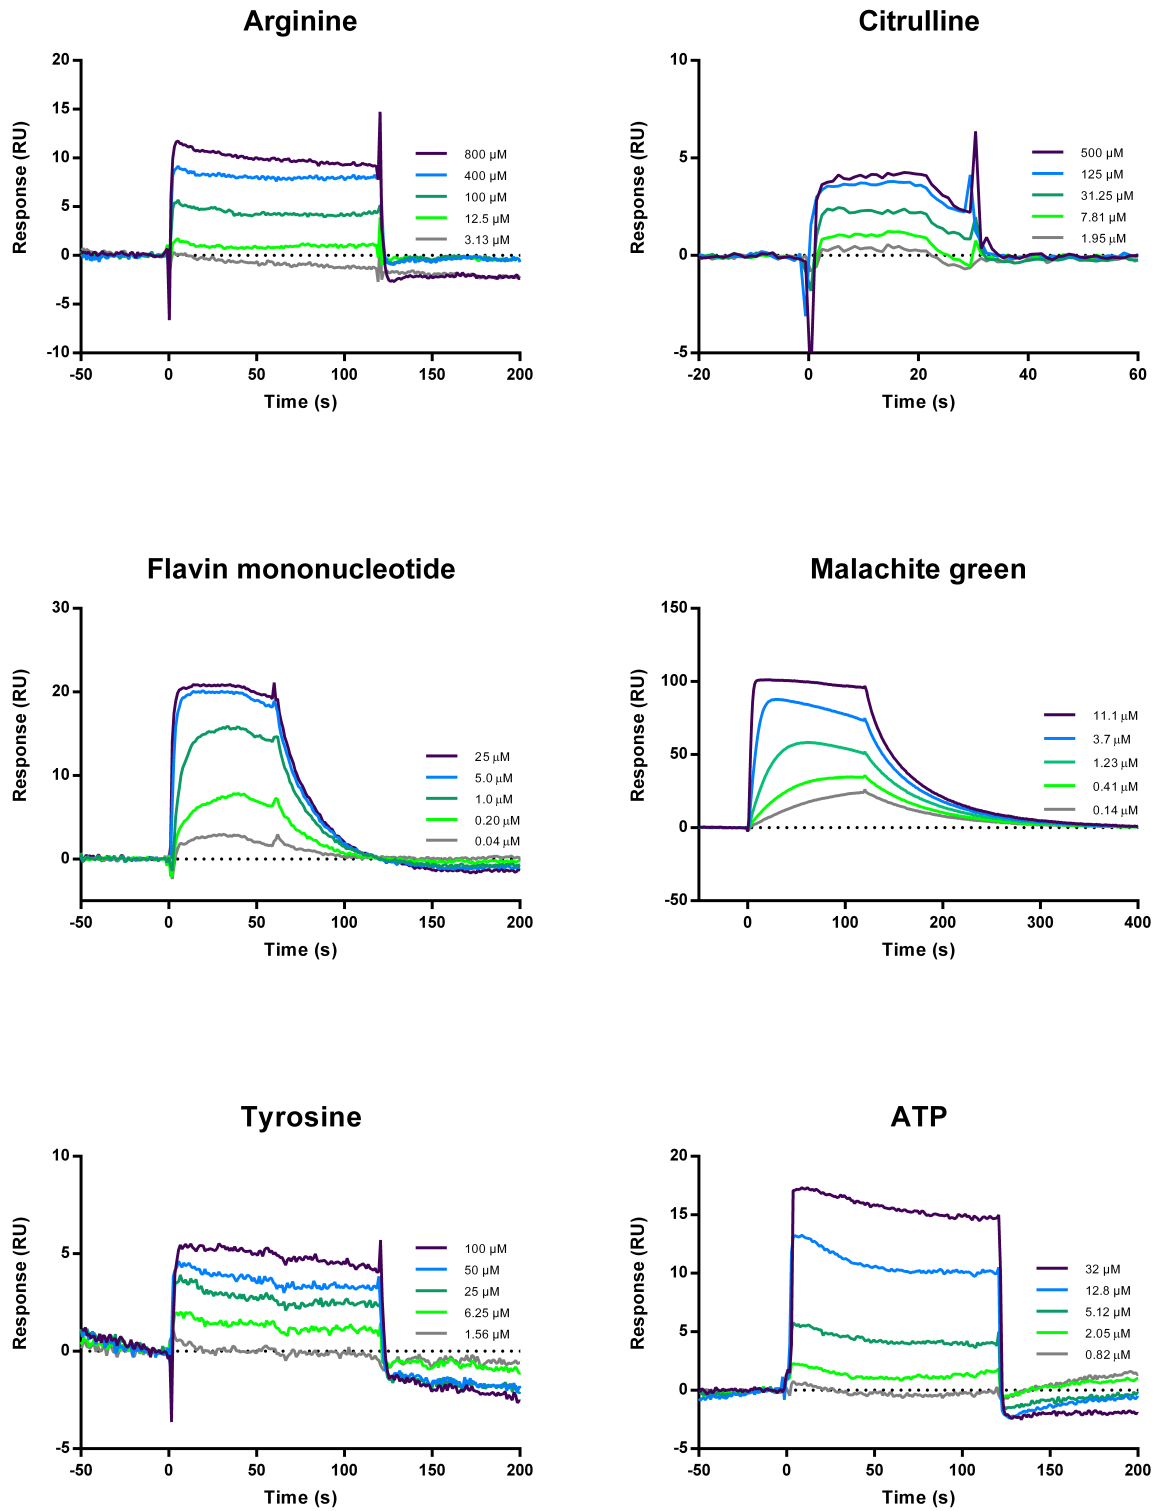 Arginine
20
15
10
5
0
-5
-10
Response (RU)
800 µM
400 µM
100 µM
12.5 µM
3.13 µM
-50 0 50 100 150 200
Time (s)
Citrulline
10
5
0
-5
Response (RU)
500 µM
125 µM
31.25 µM
7.81 µM
1.95 µM
-20 0 20 40 60
Time (s)
Flavin mononucleotide
30
20
10
0
Response (RU)
25 µM
5.0 µM
1.0 µM
0.20 µM
0.04 µM
-50 0 50 100 150 200
Time (s)
Malachite green
150
100
50
0
-50
Response (RU)
11.1 µM
3.7 µM
1.23 µM
0.41 µM
0.14 µM
0 100 200 300 400
Time (s)
Tyrosine
10
5
0
-5
Response (RU)
100 µM
50 µM
25 µM
6.25 µM
1.56 µM
-50 0 50 100 150 200
Time (s)
ATP
20
15
10
5
0
-5
Response (RU)
32 µM
12.8 µM
5.12 µM
2.05 µM
0.82 µM
-50 0 50 100 150 200
Time (s)